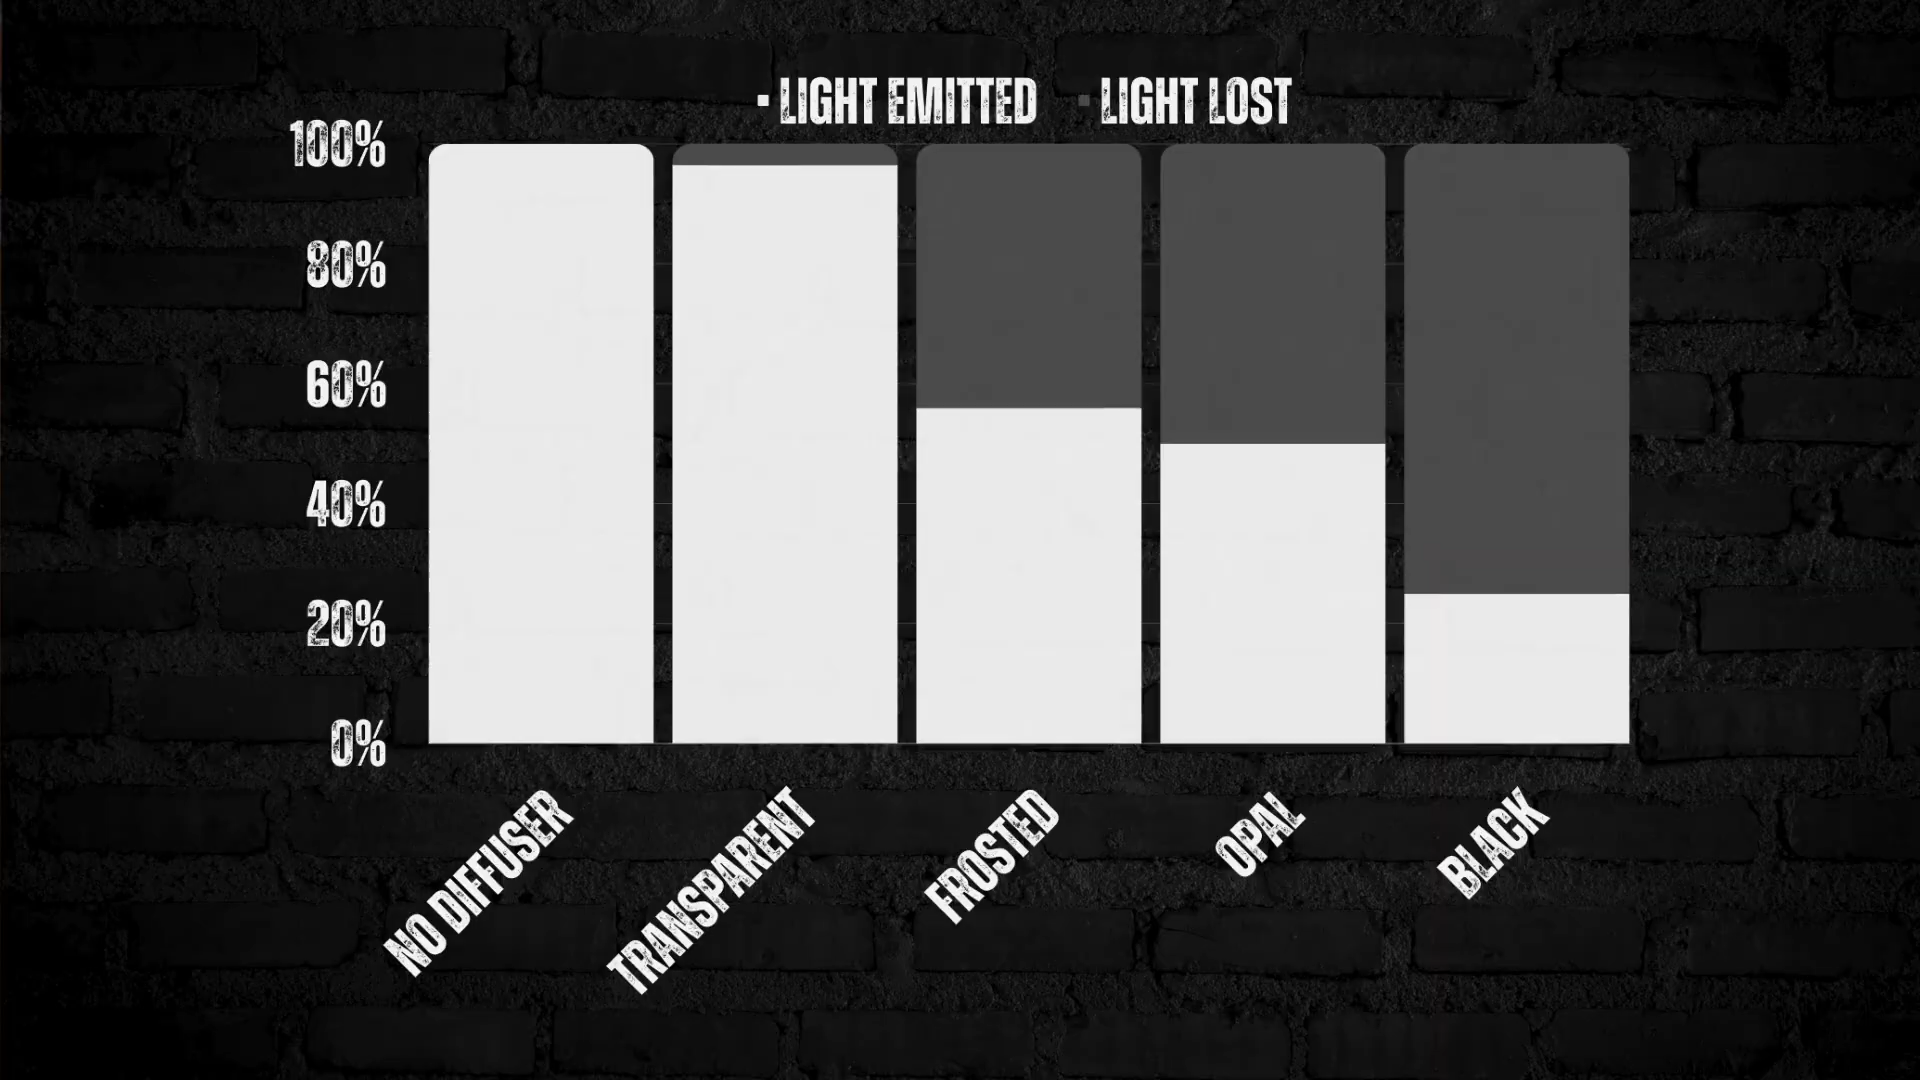 LIGHT EMITTED LIGHT LOST
100%
80%
60%
40%
20%
0%
NO DIFFUSER
TRANSPARENT
FROSTED
OPAL
BLACK